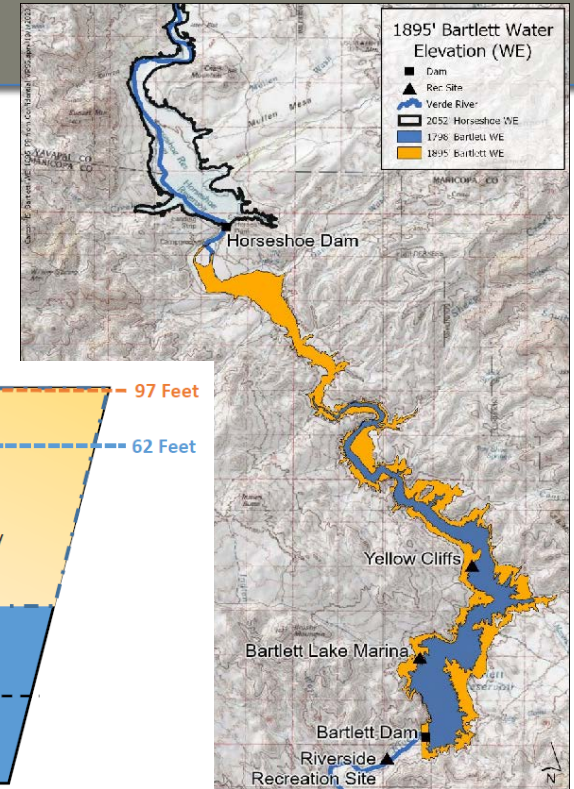 1895' Bartlett Water
Elevation (WE)
Dam
Rec Site
Verde River
2052 Horseshoe WE
1798 Bartlett WE
1895 Bartlett WE
YAVAPAI CO
MARICOPA CO
MARICOPA CO
Horseshoe Dam
97 Feet
62 Feet
Yellow Cliffs
Bartlett Lake Marina
Bartlett Dam
Riverside
Recreation Site
N